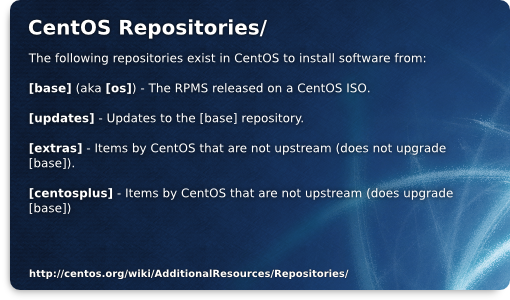 CentOS Repositories/
The following repositories exist in CentOS to install software from:
[base] (aka [os]) - The RPMS released on a CentOS ISO.
[updates] - Updates to the [base] repository.
[extras] - Items by CentOS that are not upstream (does not upgrade
[base]).
[centosplus] - Items by CentOS that are not upstream (does upgrade
[base])
http://centos.org/wiki/AdditionalResources/Repositories/